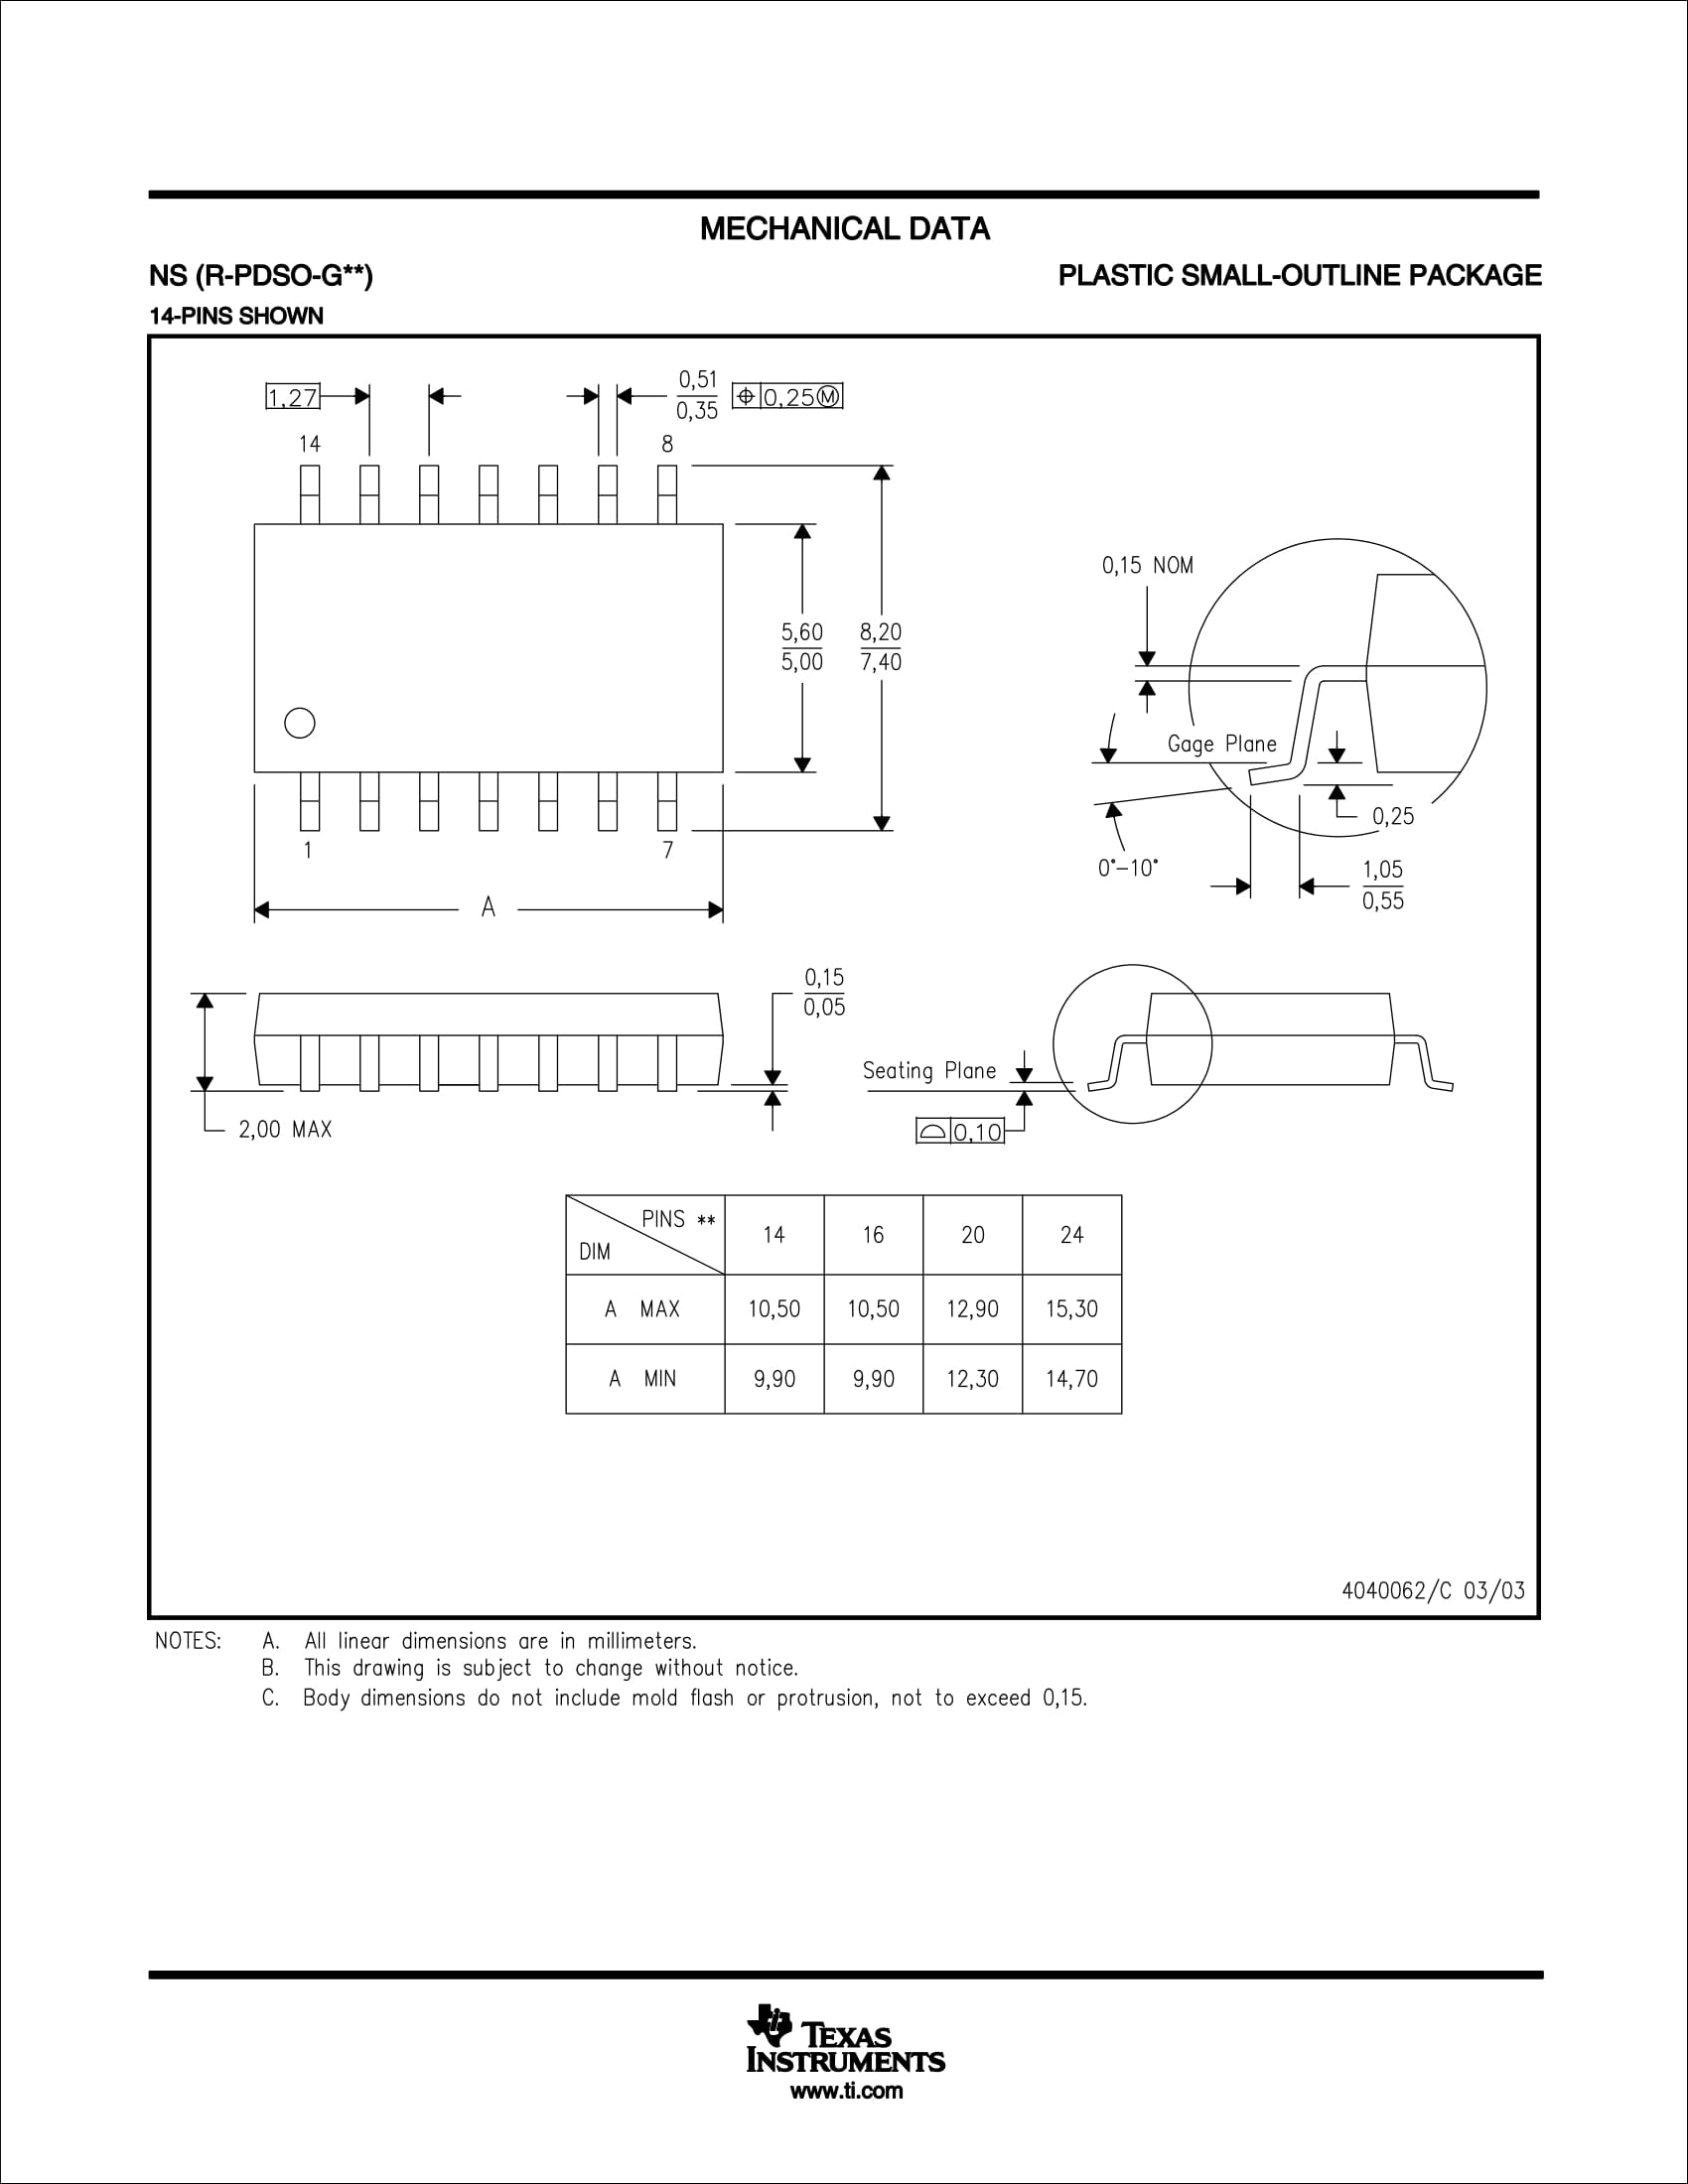 MECHANICAL DATA
NS (R-PDSO-G**)
PLASTIC SMALL-OUTLINE PACKAGE
14-PINS SHOWN
1,27
0,51
0,35
⌖ 0,25 Ⓜ
14
8
5,60
5,00
8,20
7,40
1
7
A
0,15 NOM
Gage Plane
0,25
0°–10°
1,05
0,55
0,15
0,05
2,00 MAX
Seating Plane
⌓ 0,10
PINS **
DIM
14 16 20 24
A MAX 10,50 10,50 12,90 15,30
A MIN 9,90 9,90 12,30 14,70
4040062/C 03/03
NOTES: A. All linear dimensions are in millimeters.
B. This drawing is subject to change without notice.
C. Body dimensions do not include mold flash or protrusion, not to exceed 0,15.
TEXAS
INSTRUMENTS
www.ti.com